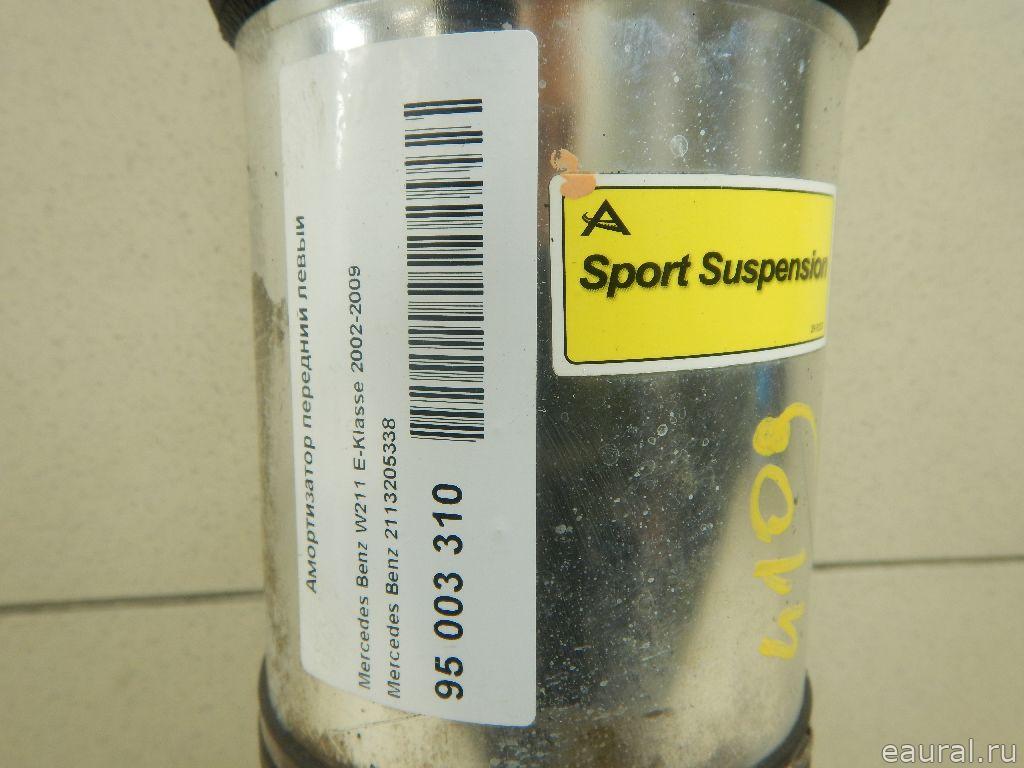 Амортизатор передний левый
Mercedes Benz W211 E-Klasse 2002-2009
Mercedes Benz 2113205338
95 003 310
A
Sport Suspension
eaural.ru